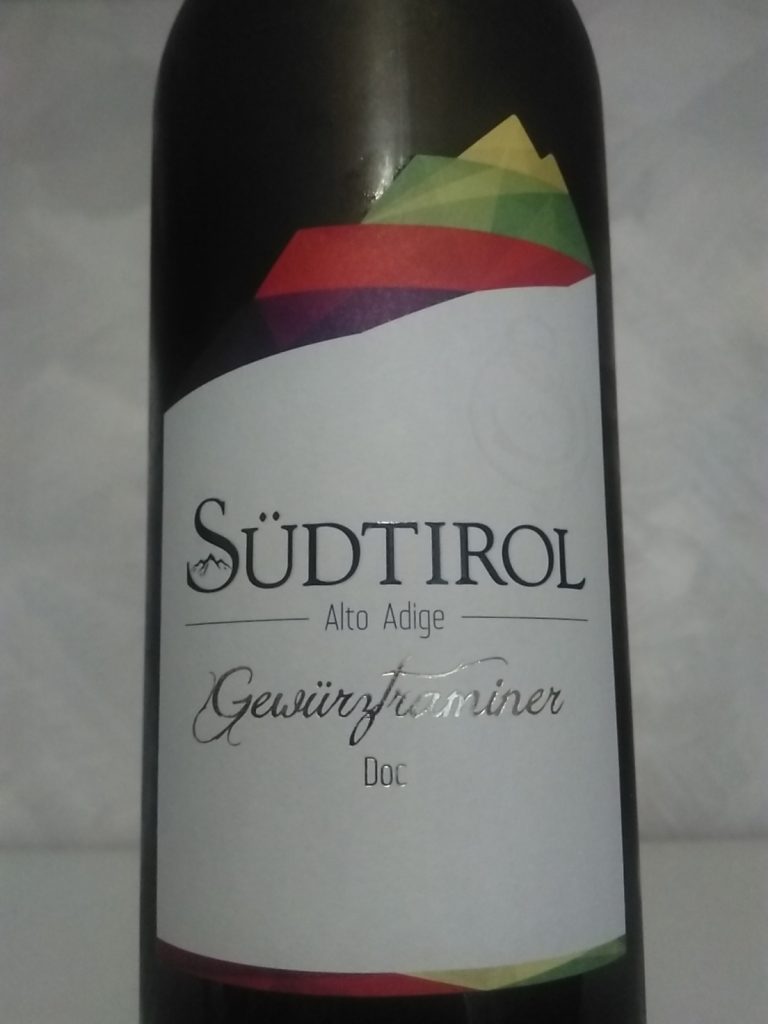 SÜDTIROL
Alto Adige
Gewürztraminer
Doc